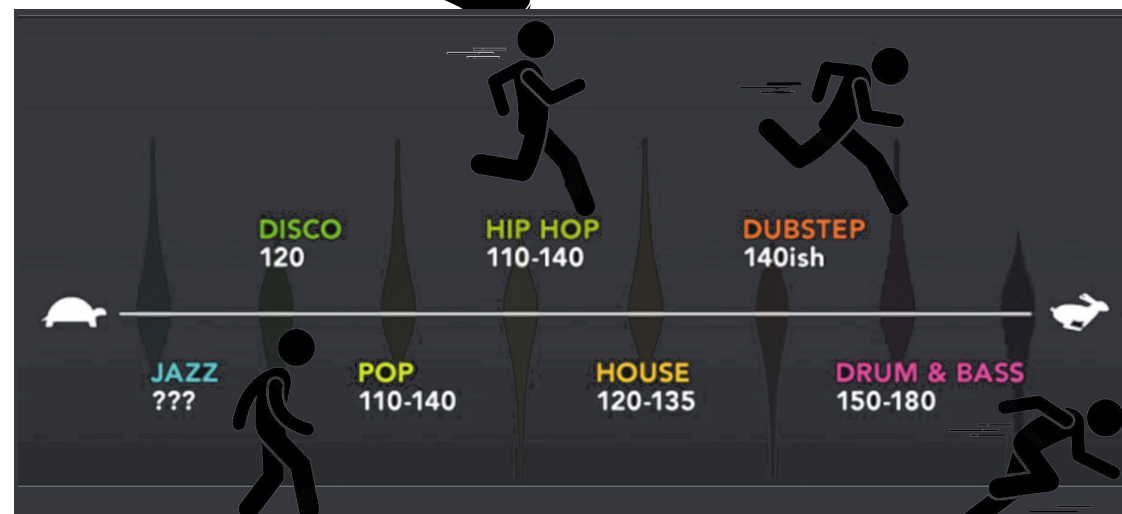 DISCO
120
HIP HOP
110-140
DUBSTEP
140ish
JAZZ
???
POP
110-140
HOUSE
120-135
DRUM & BASS
150-180